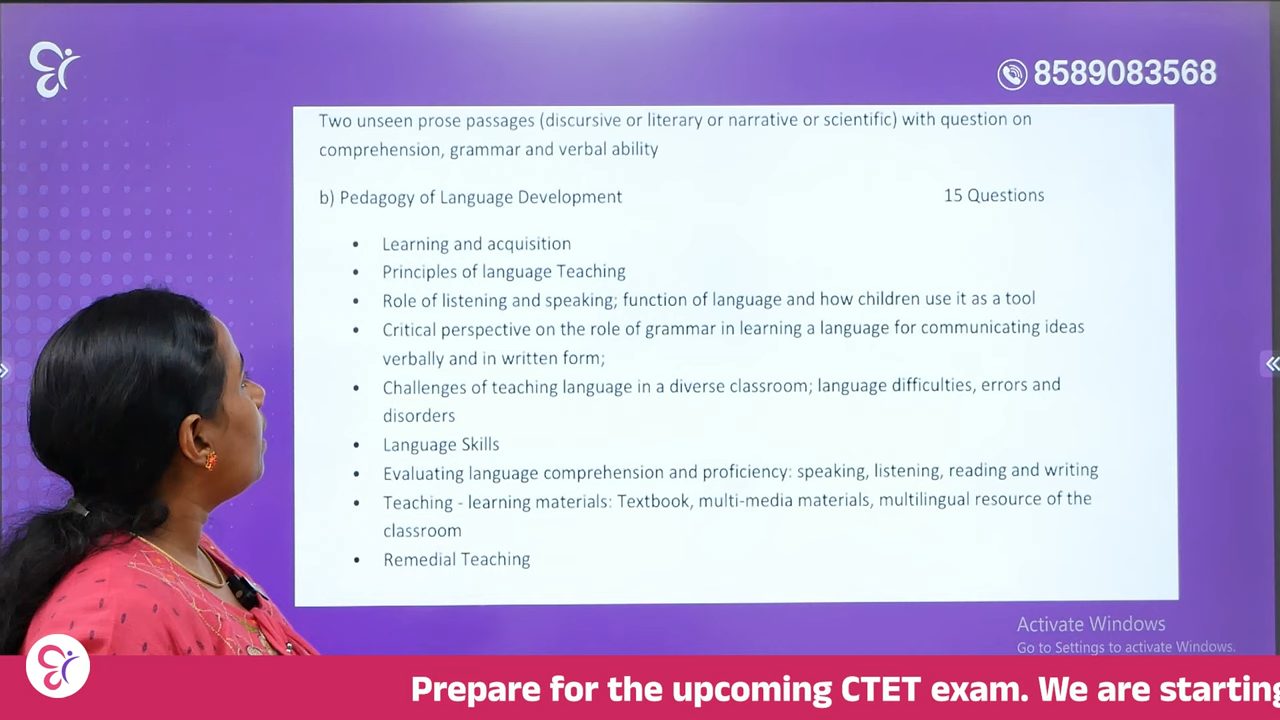 8589083568
Two unseen prose passages (discursive or literary or narrative or scientific) with question on
comprehension, grammar and verbal ability
b) Pedagogy of Language Development 15 Questions
• Learning and acquisition
• Principles of language Teaching
• Role of listening and speaking; function of language and how children use it as a tool
• Critical perspective on the role of grammar in learning a language for communicating ideas
verbally and in written form;
• Challenges of teaching language in a diverse classroom; language difficulties, errors and
disorders
• Language Skills
• Evaluating language comprehension and proficiency: speaking, listening, reading and writing
• Teaching - learning materials: Textbook, multi-media materials, multilingual resource of the
classroom
• Remedial Teaching
Activate Windows
Go to Settings to activate Windows.
Prepare for the upcoming CTET exam. We are starting